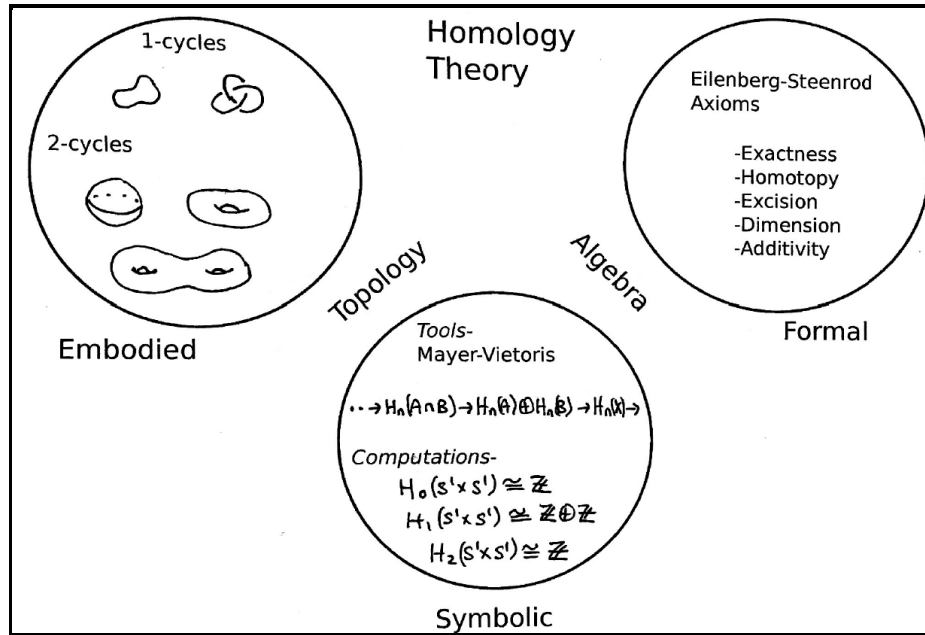 Homology
Theory
1-cycles
2-cycles
Embodied
Topology
Algebra
Eilenberg-Steenrod
Axioms
-Exactness
-Homotopy
-Excision
-Dimension
-Additivity
Formal
Tools-
Mayer-Vietoris
⋯→Hₙ(A∩B)→Hₙ(A)⊕Hₙ(B)→Hₙ(X)→
Computations-
H₀(S¹×S¹)≅ℤ
H₁(S¹×S¹)≅ℤ⊕ℤ
H₂(S¹×S¹)≅ℤ
Symbolic